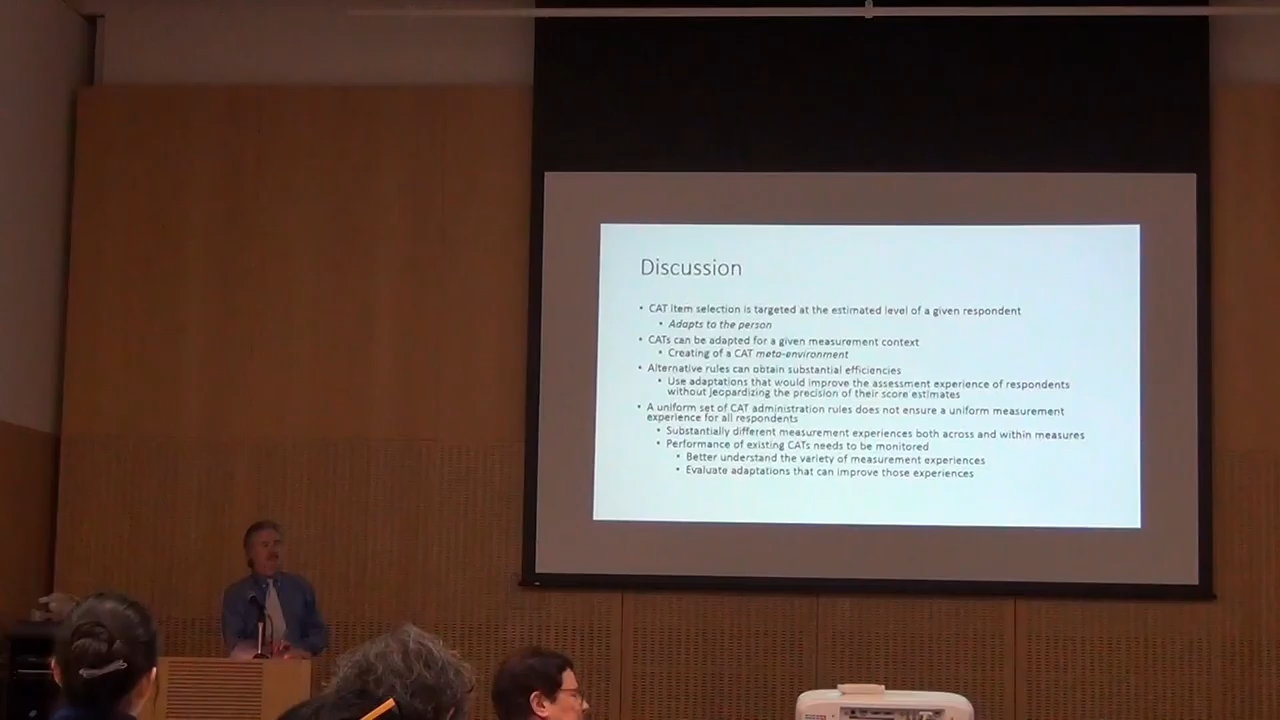 Discussion
• CAT item selection is targeted at the estimated level of a given respondent
• Adapts to the person
• CATs can be adapted for a given measurement context
• Creating of a CAT meta-environment
• Alternative rules can obtain substantial efficiencies
• Use adaptations that would improve the assessment experience of respondents
without jeopardizing the precision of their score estimates
• A uniform set of CAT administration rules does not ensure a uniform measurement
experience for all respondents
• Substantially different measurement experiences both across and within measures
• Performance of existing CATs needs to be monitored
• Better understand the variety of measurement experiences
• Evaluate adaptations that can improve those experiences